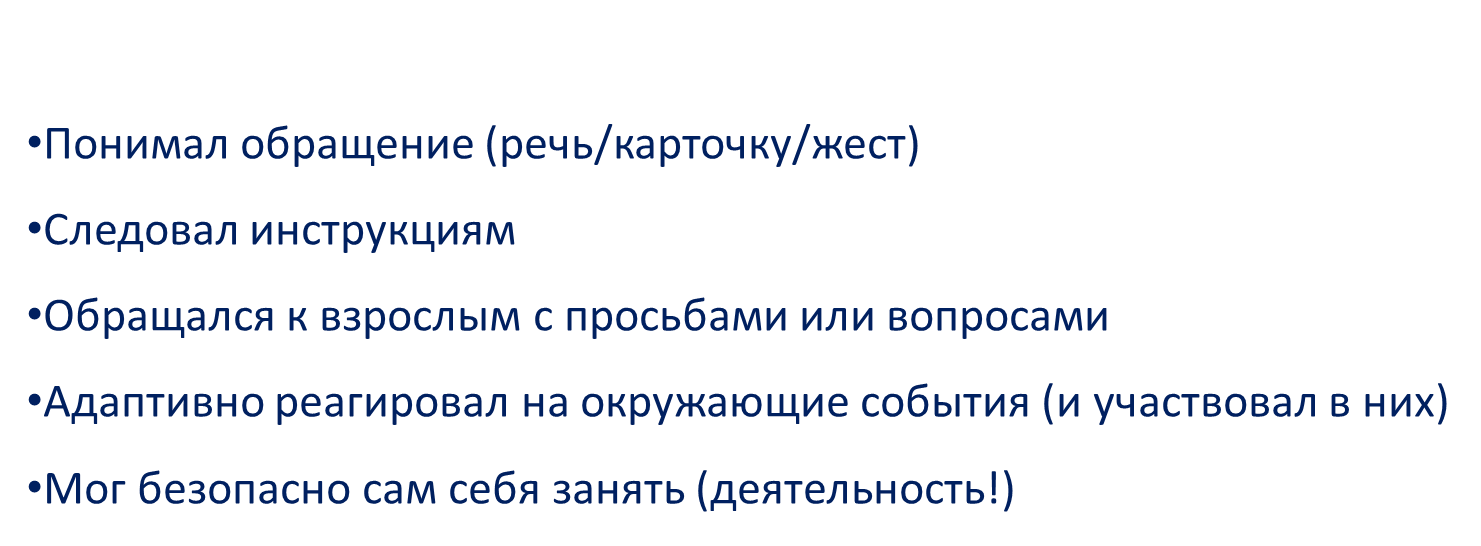 •Понимал обращение (речь/карточку/жест)
•Следовал инструкциям
•Обращался к взрослым с просьбами или вопросами
•Адаптивно реагировал на окружающие события (и участвовал в них)
•Мог безопасно сам себя занять (деятельность!)